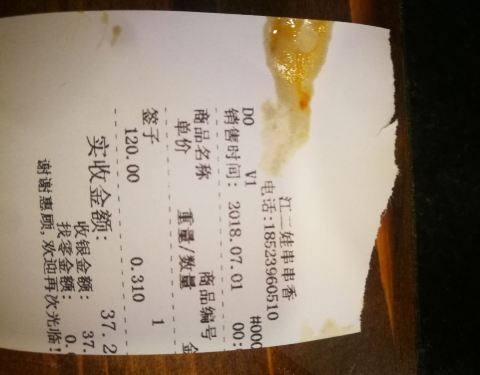 江二娃串串香
电话:18523960510
V1 #000
DO
销售时间: 2018.07.01 00:
商品名称 商品编号
单价 重量/数量 金
签子 1
120.00 0.310 37.2
实收金额: 37.2
收银金额: 37.
找零金额: 0.
谢谢惠顾,欢迎再次光临!